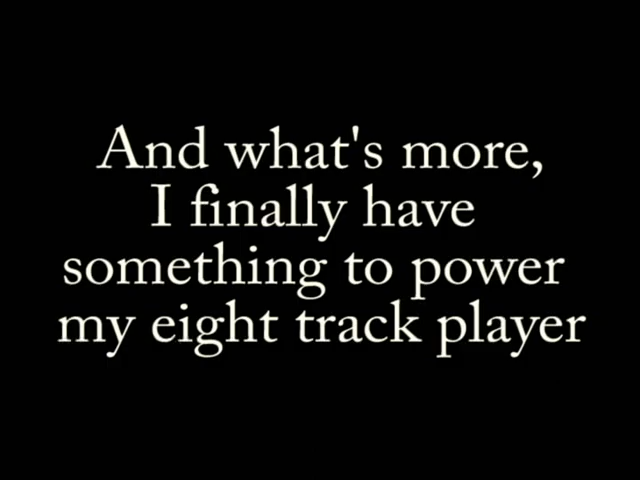 And what's more,
I finally have
something to power
my eight track player